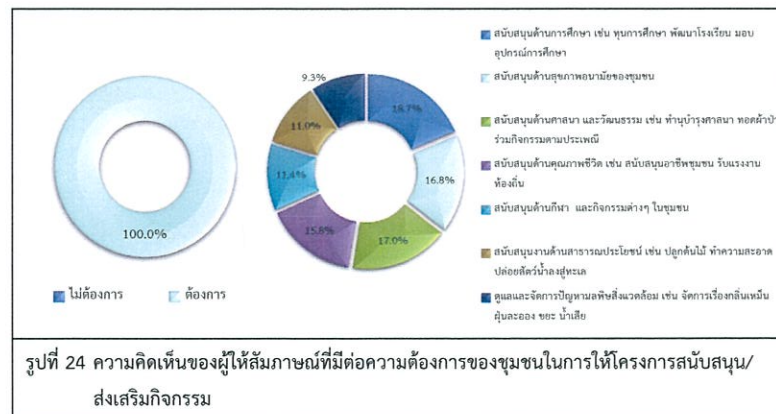 สนับสนุนด้านการศึกษา เช่น ทุนการศึกษา พัฒนาโรงเรียน มอบ
อุปกรณ์การศึกษา
สนับสนุนด้านสุขภาพอนามัยของชุมชน
สนับสนุนด้านศาสนา และวัฒนธรรม เช่น ทำนุบำรุงศาสนา ทอดผ้าป่า
ร่วมกิจกรรมตามประเพณี
สนับสนุนด้านคุณภาพชีวิต เช่น สนับสนุนอาชีพชุมชน รับแรงงาน
ท้องถิ่น
สนับสนุนด้านกีฬา และกิจกรรมต่างๆ ในชุมชน
สนับสนุนงานด้านสาธารณประโยชน์ เช่น ปลูกต้นไม้ ทำความสะอาด
ปล่อยสัตว์น้ำลงสู่ทะเล
ดูแลและจัดการปัญหามลพิษสิ่งแวดล้อม เช่น จัดการเรื่องกลิ่นเหม็น
ฝุ่นละออง ขยะ น้ำเสีย
9.3%
18.7%
11.0%
11.4%
16.8%
15.8%
17.0%
100.0%
ไม่ต้องการ ต้องการ
รูปที่ 24 ความคิดเห็นของผู้ให้สัมภาษณ์ที่มีต่อความต้องการของชุมชนในการให้โครงการสนับสนุน/
ส่งเสริมกิจกรรม